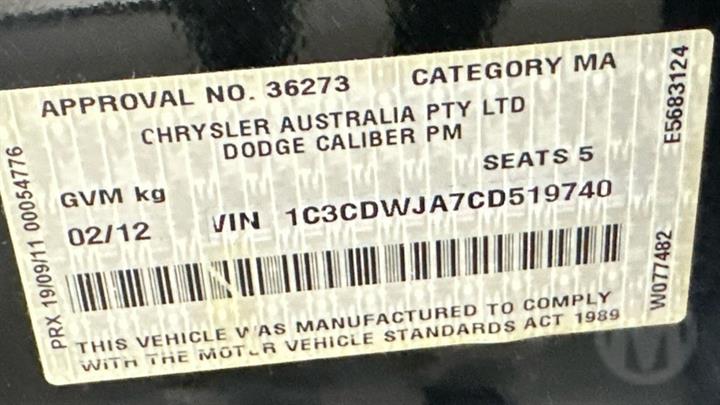 APPROVAL NO. 36273 CATEGORY MA
CHRYSLER AUSTRALIA PTY LTD
DODGE CALIBER PM
SEATS 5
GVM kg
02/12 VIN 1C3CDWJA7CD519740
THIS VEHICLE WAS MANUFACTURED TO COMPLY
WITH THE MOTOR VEHICLE STANDARDS ACT 1989
PRX 19/09/11 00054776
E5683124
W077482
M